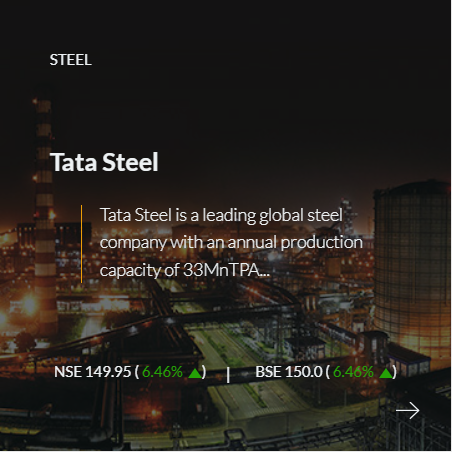 STEEL
Tata Steel
Tata Steel is a leading global steel
company with an annual production
capacity of 33MnTPA...
NSE 149.95 ( 6.46% ▲) | BSE 150.0 ( 6.46% ▲)